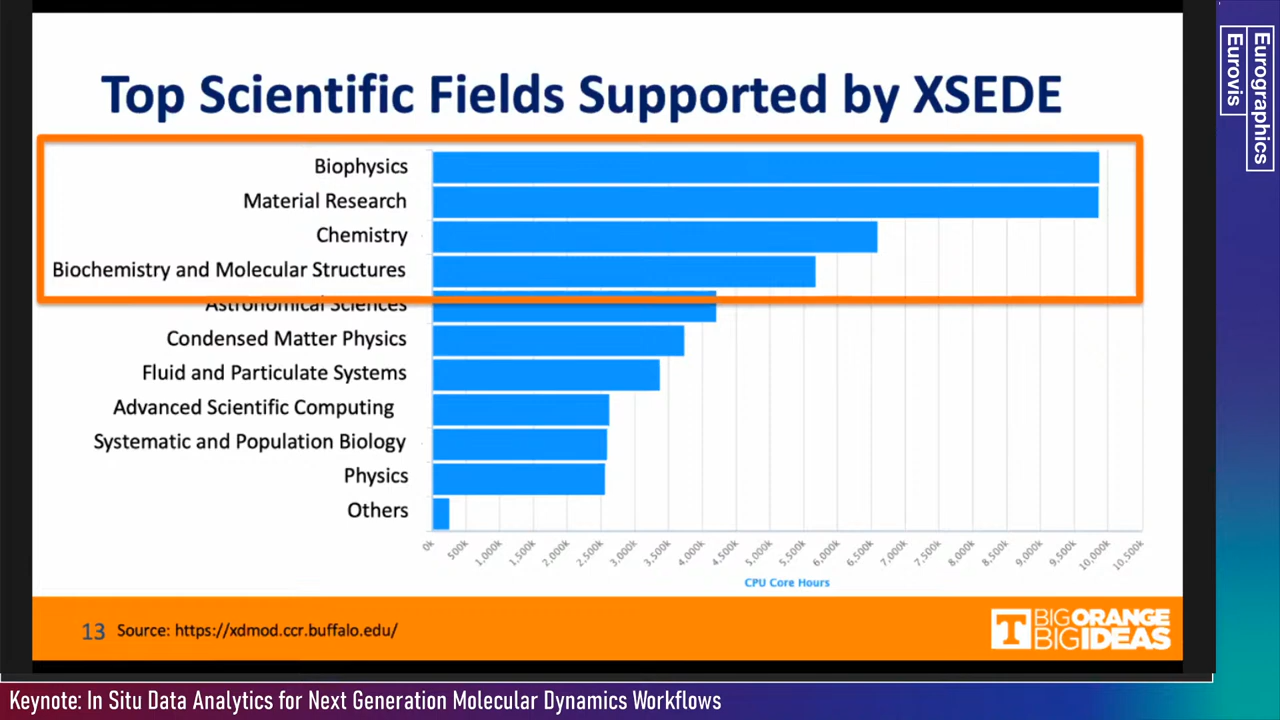 Top Scientific Fields Supported by XSEDE
Biophysics
Material Research
Chemistry
Biochemistry and Molecular Structures
Astronomical Sciences
Condensed Matter Physics
Fluid and Particulate Systems
Advanced Scientific Computing
Systematic and Population Biology
Physics
Others
0k 500k 1,000k 1,500k 2,000k 2,500k 3,000k 3,500k 4,000k 4,500k 5,000k 5,500k 6,000k 6,500k 7,000k 7,500k 8,000k 8,500k 9,000k 9,500k 10,000k 10,500k
CPU Core Hours
13 Source: https://xdmod.ccr.buffalo.edu/
T
BIGORANGE
BIGIDEAS
Eurographics
Eurovis
Keynote: In Situ Data Analytics for Next Generation Molecular Dynamics Workflows